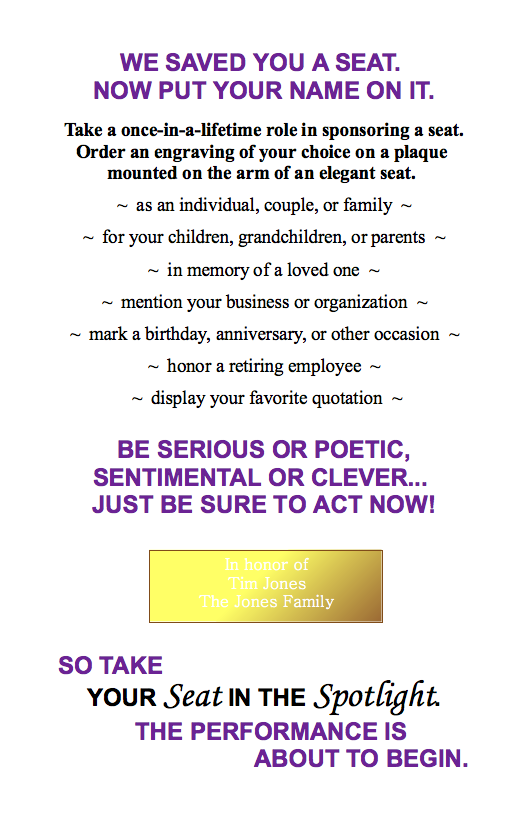 WE SAVED YOU A SEAT.
NOW PUT YOUR NAME ON IT.
Take a once-in-a-lifetime role in sponsoring a seat.
Order an engraving of your choice on a plaque
mounted on the arm of an elegant seat.
~ as an individual, couple, or family ~
~ for your children, grandchildren, or parents ~
~ in memory of a loved one ~
~ mention your business or organization ~
~ mark a birthday, anniversary, or other occasion ~
~ honor a retiring employee ~
~ display your favorite quotation ~
BE SERIOUS OR POETIC,
SENTIMENTAL OR CLEVER...
JUST BE SURE TO ACT NOW!
In honor of
Tim Jones
The Jones Family
SO TAKE
YOUR Seat IN THE Spotlight.
THE PERFORMANCE IS
ABOUT TO BEGIN.